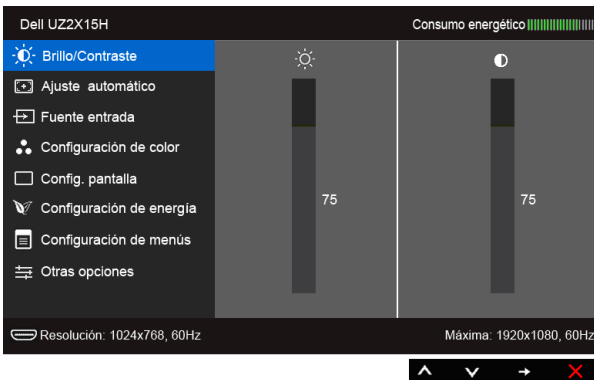 Dell UZ2X15H Consumo energético
Brillo/Contraste
Ajuste automático
Fuente entrada
Configuración de color
Config. pantalla
75 75
Configuración de energía
Configuración de menús
Otras opciones
Resolución: 1024x768, 60Hz Máxima: 1920x1080, 60Hz